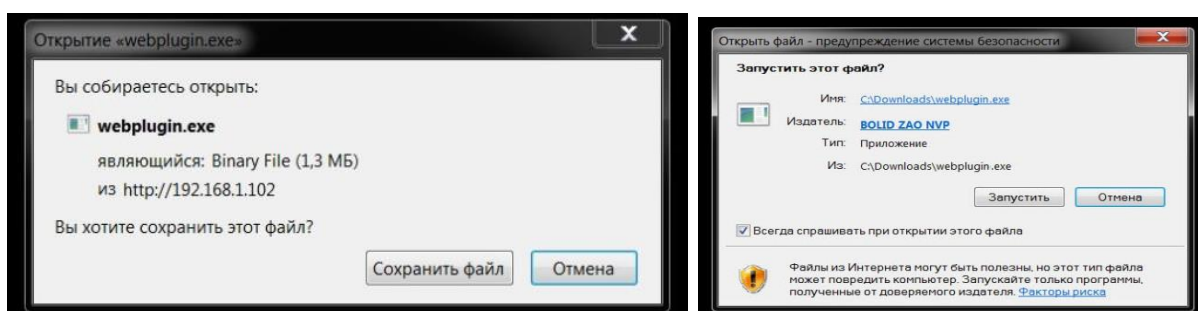 Открытие «webplugin.exe»
X
Вы собираетесь открыть:
webplugin.exe
являющийся: Binary File (1,3 МБ)
из http://192.168.1.102
Вы хотите сохранить этот файл?
Сохранить файл
Отмена
Открыть файл - предупреждение системы безопасности
X
Запустить этот файл?
Имя: C:\Downloads\webplugin.exe
Издатель: BOLID ZAO NVP
Тип: Приложение
Из: C:\Downloads\webplugin.exe
Запустить
Отмена
Всегда спрашивать при открытии этого файла
Файлы из Интернета могут быть полезны, но этот тип файла
может повредить компьютер. Запускайте только программы,
полученные от доверяемого издателя. Факторы риска